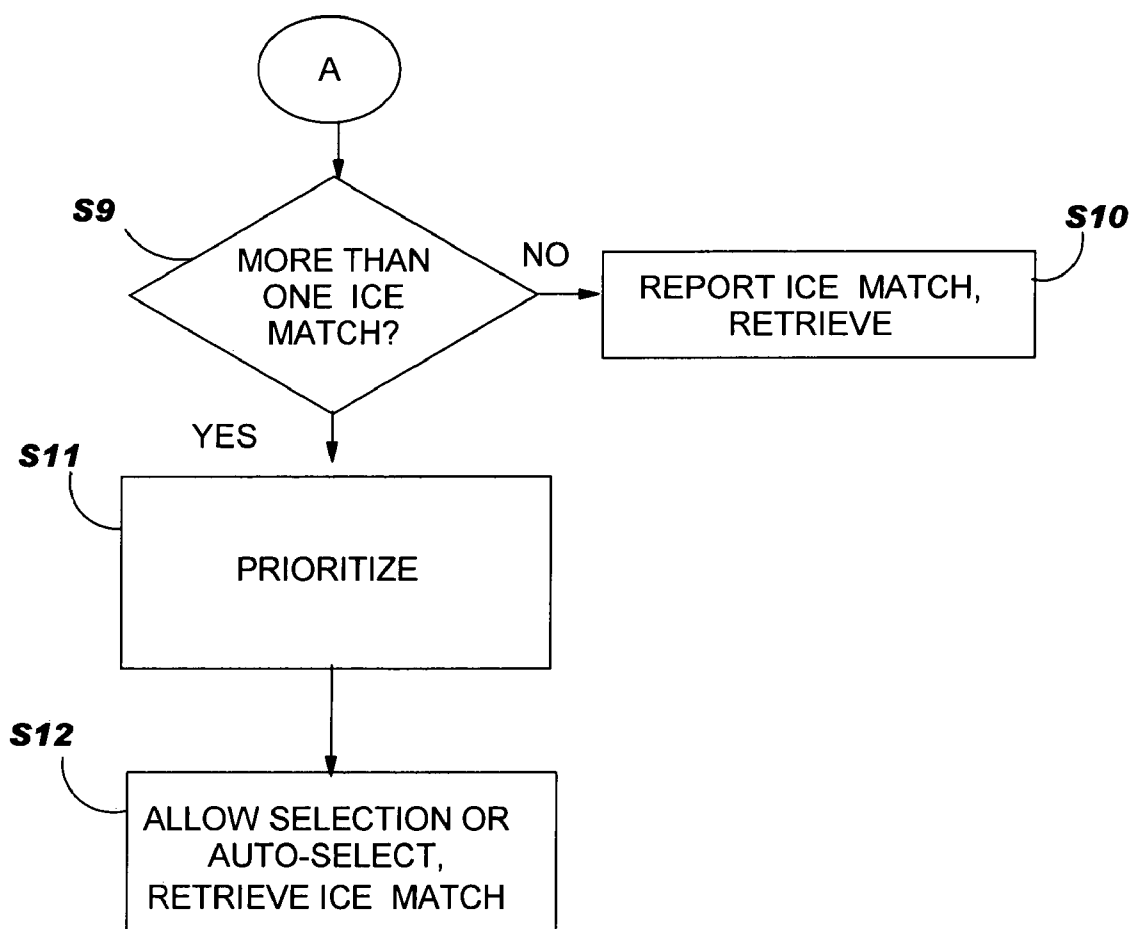 A
S9
MORE THAN
ONE ICE
MATCH?
NO
S10
REPORT ICE MATCH,
RETRIEVE
YES
S11
PRIORITIZE
S12
ALLOW SELECTION OR
AUTO-SELECT,
RETRIEVE ICE MATCH